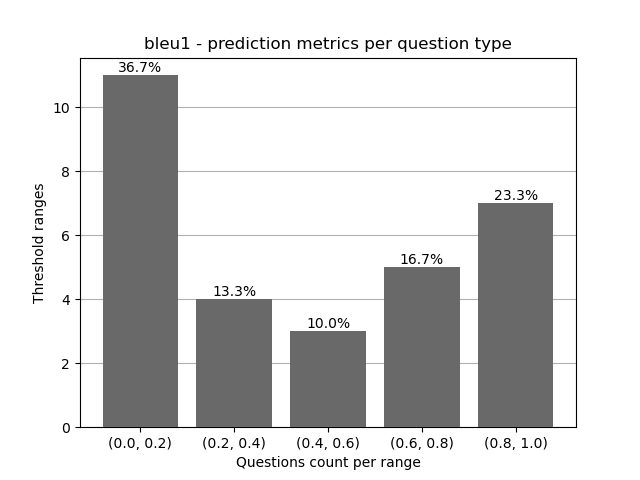 bleu1 - prediction metrics per question type
36.7%
13.3%
10.0%
16.7%
23.3%
10
8
6
4
2
0
Threshold ranges
(0.0, 0.2) (0.2, 0.4) (0.4, 0.6) (0.6, 0.8) (0.8, 1.0)
Questions count per range